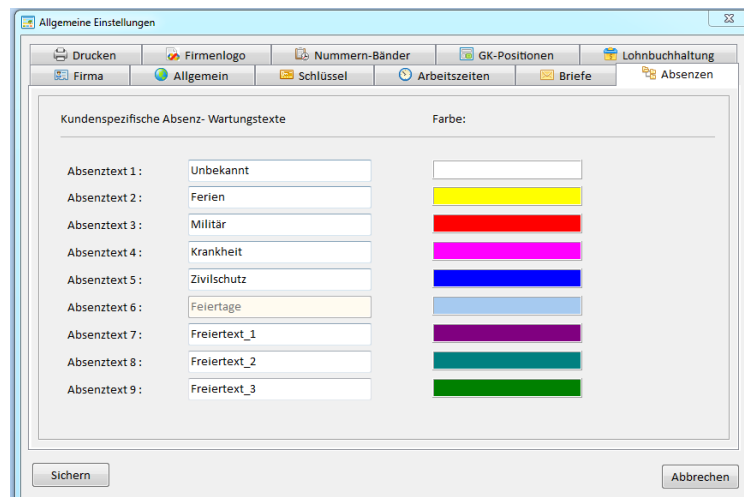 Allgemeine Einstellungen
Drucken Firmenlogo Nummern-Bänder GK-Positionen Lohnbuchhaltung
Firma Allgemein Schlüssel Arbeitszeiten Briefe Absenzen
Kundenspezifische Absenz- Wartungstexte Farbe:
Absenztext 1 : Unbekannt
Absenztext 2 : Ferien
Absenztext 3 : Militär
Absenztext 4 : Krankheit
Absenztext 5 : Zivilschutz
Absenztext 6 : Feiertage
Absenztext 7 : Freiertext_1
Absenztext 8 : Freiertext_2
Absenztext 9 : Freiertext_3
Sichern Abbrechen